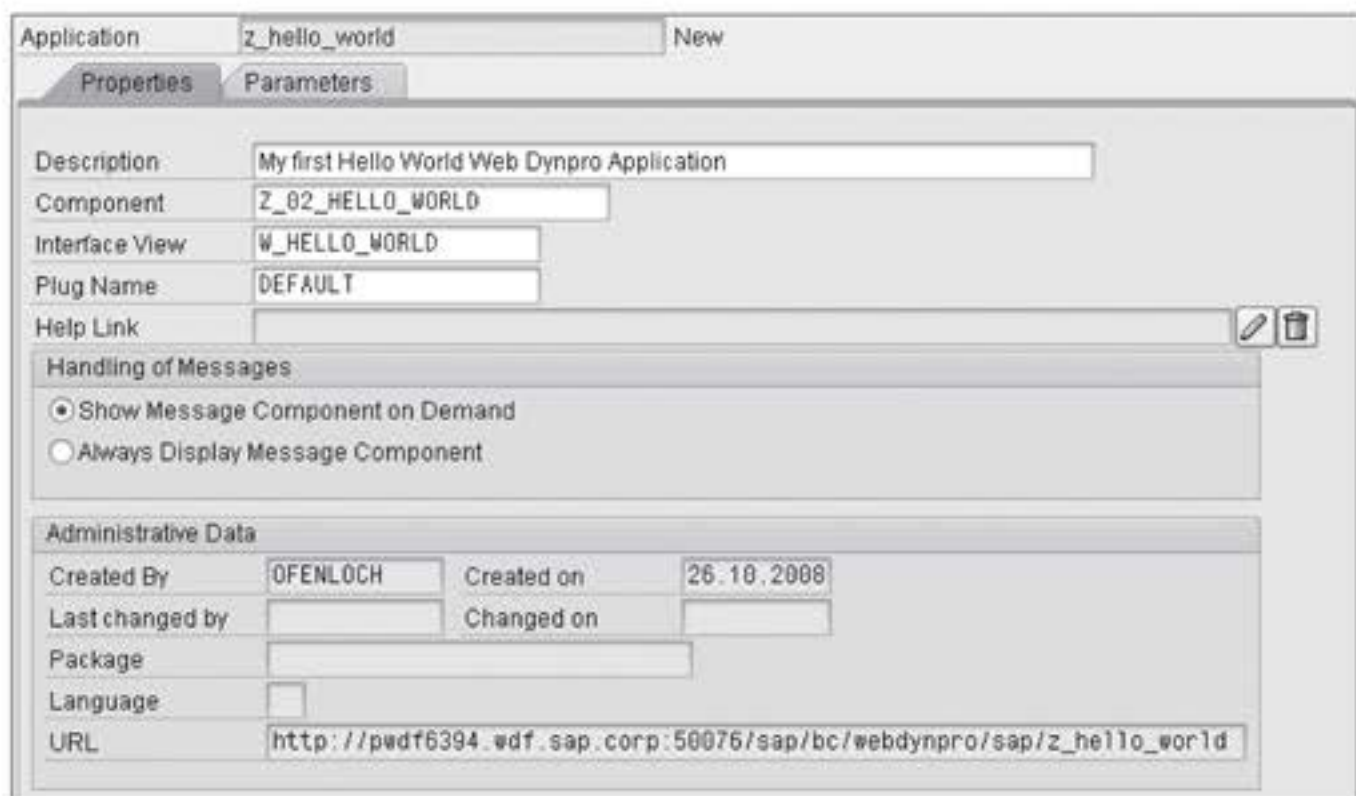 Application z_hello_world New
Properties Parameters
Description My first Hello World Web Dynpro Application
Component Z_02_HELLO_WORLD
Interface View W_HELLO_WORLD
Plug Name DEFAULT
Help Link
Handling of Messages
Show Message Component on Demand
Always Display Message Component
Administrative Data
Created By OFENLOCH Created on 26.10.2008
Last changed by Changed on
Package
Language
URL http://pwdf6394.wdf.sap.corp:50076/sap/bc/webdynpro/sap/z_hello_world